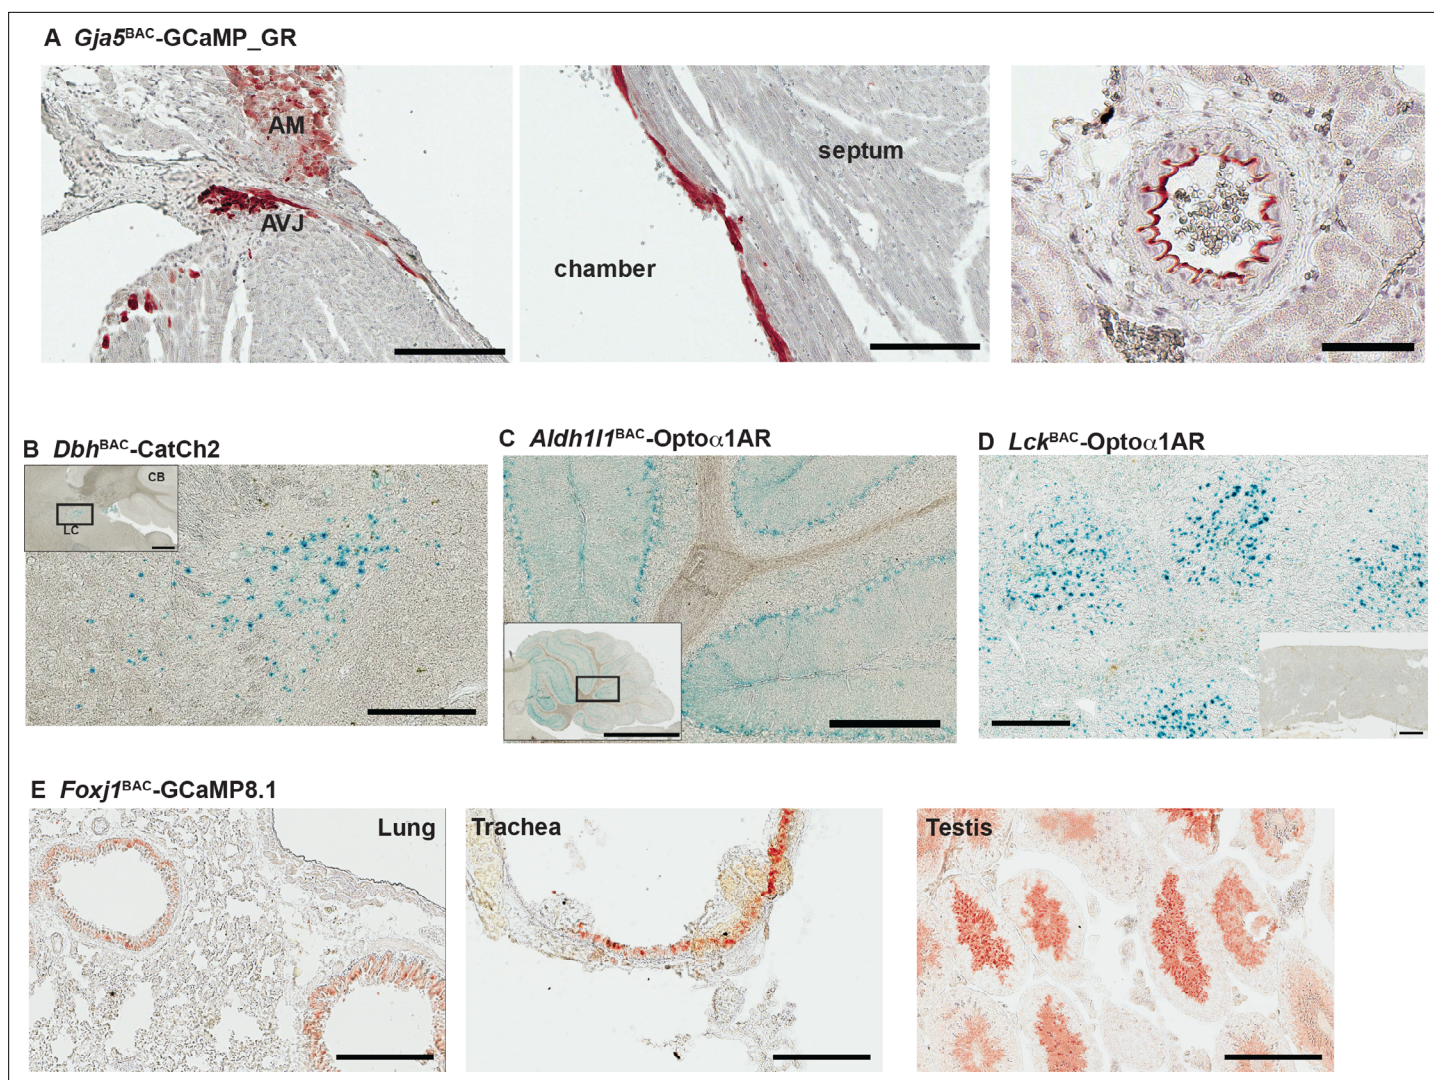 A Gja5BAC-GCaMP_GR
AM
AVJ
chamber
septum
B DbhBAC-CatCh2
CB
LC
C Aldh1l1BAC-Optoα1AR
D LckBAC-Optoα1AR
E Foxj1BAC-GCaMP8.1
Lung
Trachea
Testis